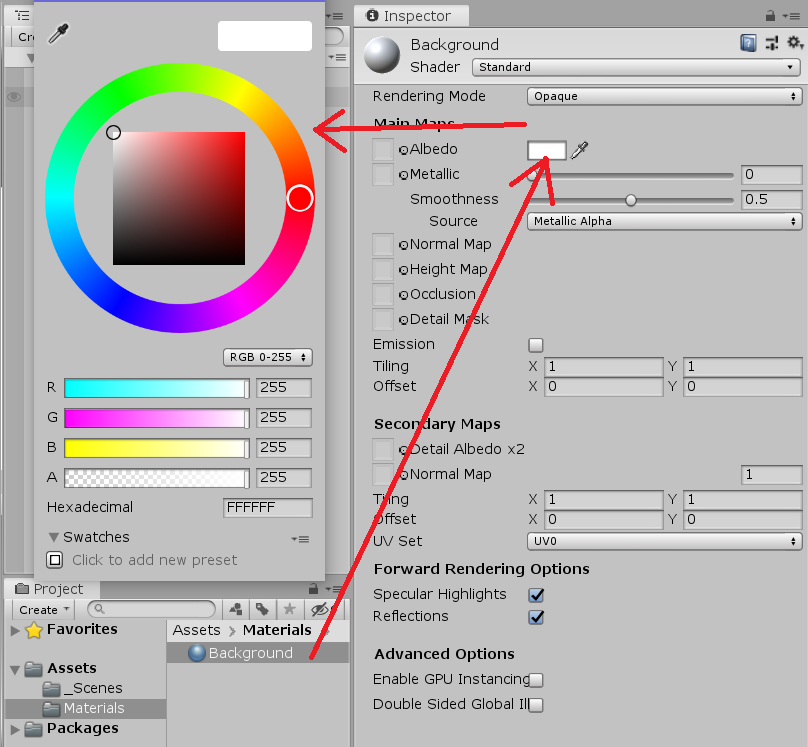 Cre
RGB 0-255
R 255
G 255
B 255
A 255
Hexadecimal FFFFFF
Swatches
Click to add new preset
Project
Create
Favorites
Assets
_Scenes
Materials
Packages
Assets > Materials
Background
Inspector
Background
Shader Standard
Rendering Mode Opaque
Main Maps
Albedo
Metallic 0
Smoothness 0.5
Source Metallic Alpha
Normal Map
Height Map
Occlusion
Detail Mask
Emission
Tiling X 1 Y 1
Offset X 0 Y 0
Secondary Maps
Detail Albedo x2
Normal Map 1
Tiling X 1 Y 1
Offset X 0 Y 0
UV Set UV0
Forward Rendering Options
Specular Highlights
Reflections
Advanced Options
Enable GPU Instancing
Double Sided Global Ill